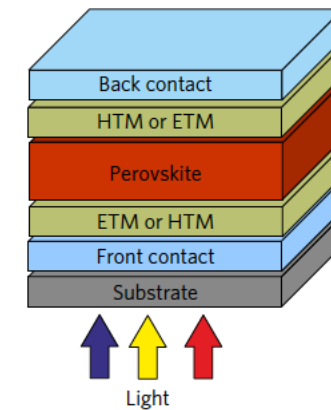 Back contact
HTM or ETM
Perovskite
ETM or HTM
Front contact
Substrate
Light